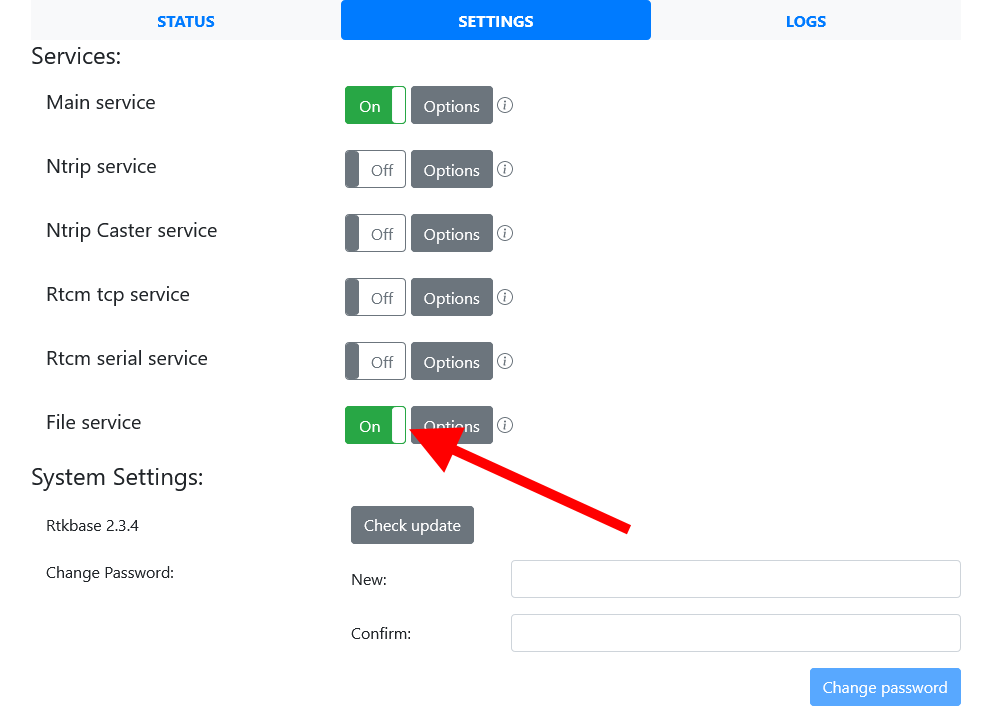 STATUS SETTINGS LOGS
Services:
Main service On Options
Ntrip service Off Options
Ntrip Caster service Off Options
Rtcm tcp service Off Options
Rtcm serial service Off Options
File service On Options
System Settings:
Rtkbase 2.3.4 Check update
Change Password: New:
Confirm:
Change password